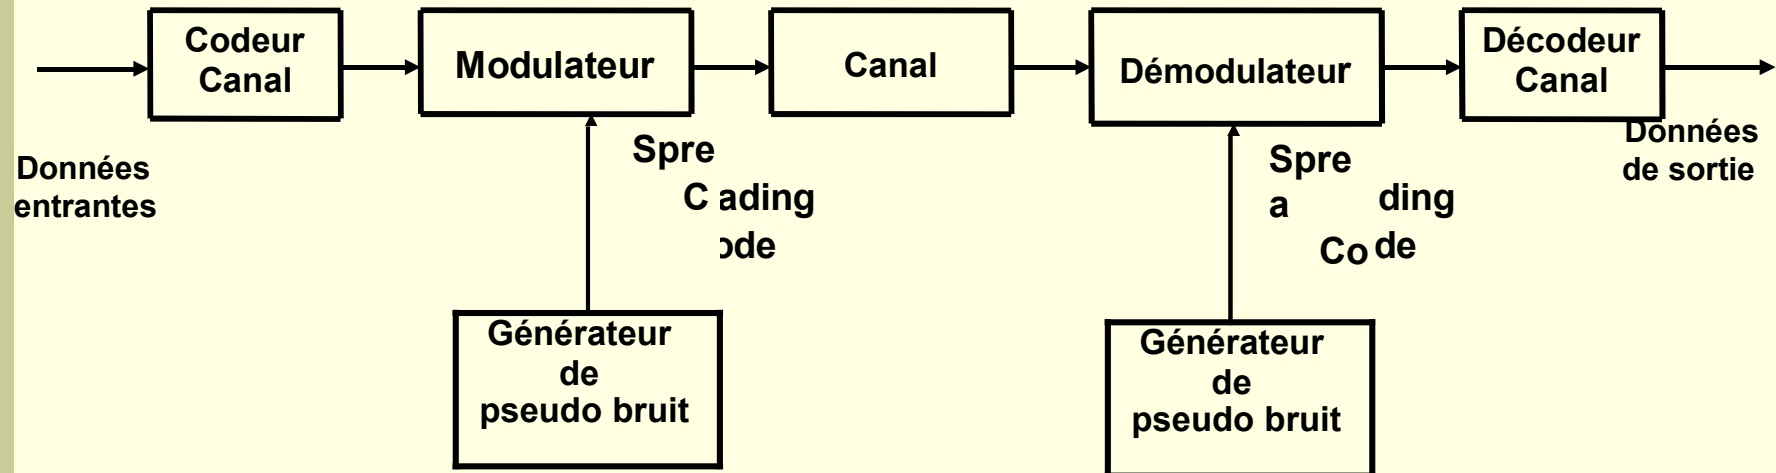 Codeur
Canal
Modulateur
Canal
Démodulateur
Décodeur
Canal
Données
entrantes
Spre
C ading
ode
Spre
a ding
Co de
Données
de sortie
Générateur
de
pseudo bruit
Générateur
de
pseudo bruit